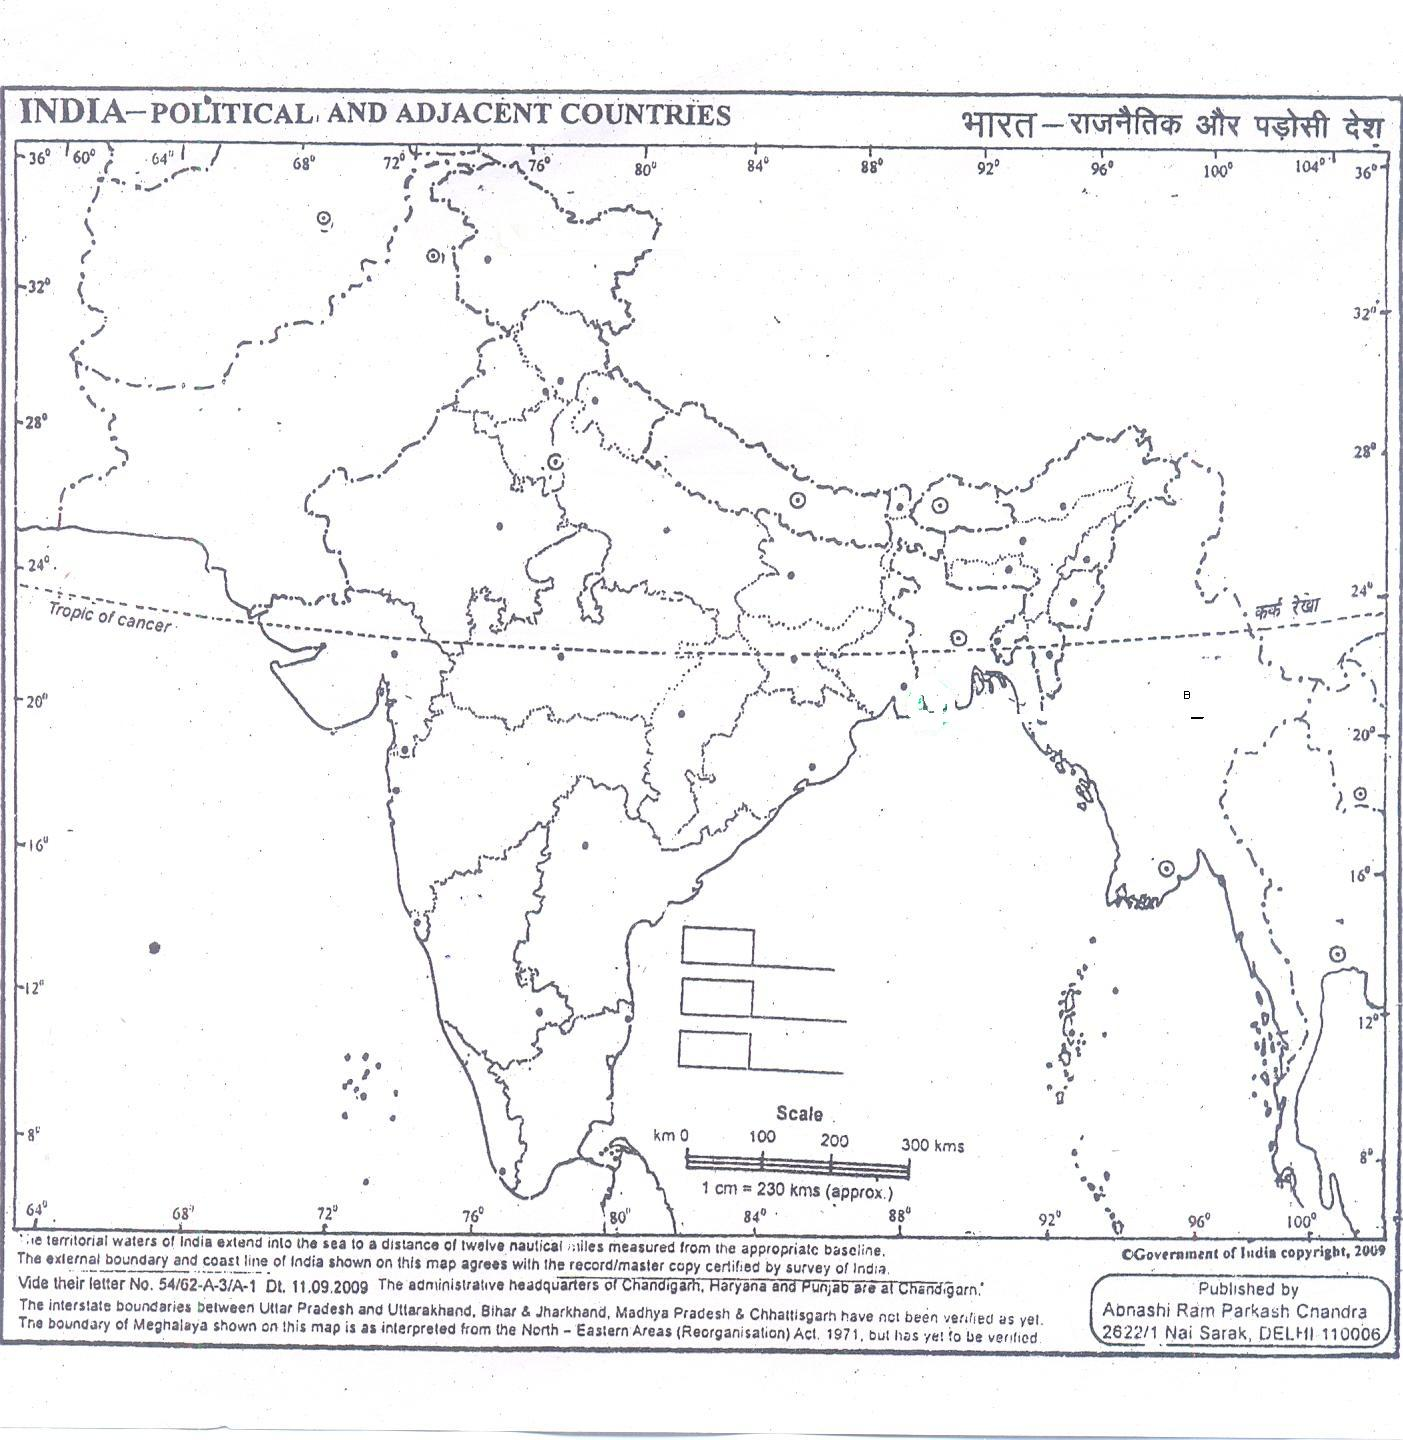 INDIA–POLITICAL AND ADJACENT COUNTRIES
भारत – राजनैतिक और पड़ोसी देश
36° 60° 64° 68° 72° 76° 80° 84° 88° 92° 96° 100° 104° 36°
32° 32°
28° 28°
24° 24°
Tropic of cancer
कर्क रेखा
B
20° 20°
16° 16°
12° 12°
Scale
km 0 100 200 300 kms
8° 8°
1 cm = 230 kms (approx.)
64° 68° 72° 76° 80° 84° 88° 92° 96° 100°
The territorial waters of India extend into the sea to a distance of twelve nautical miles measured from the appropriate baseline.
The external boundary and coast line of India shown on this map agrees with the record/master copy certified by survey of India.
Vide their letter No. 54/62-A-3/A-1 Dt. 11.09.2009 The administrative headquarters of Chandigarh, Haryana and Punjab are at Chandigarh.
The interstate boundaries between Uttar Pradesh and Uttarakhand, Bihar & Jharkhand, Madhya Pradesh & Chhattisgarh have not been verified as yet.
The boundary of Meghalaya shown on this map is as interpreted from the North – Eastern Areas (Reorganisation) Act. 1971, but has yet to be verified.
©Government of India copyright, 2009
Published by
Abnashi Ram Parkash Chandra
2622/1 Nai Sarak, DELHI 110006